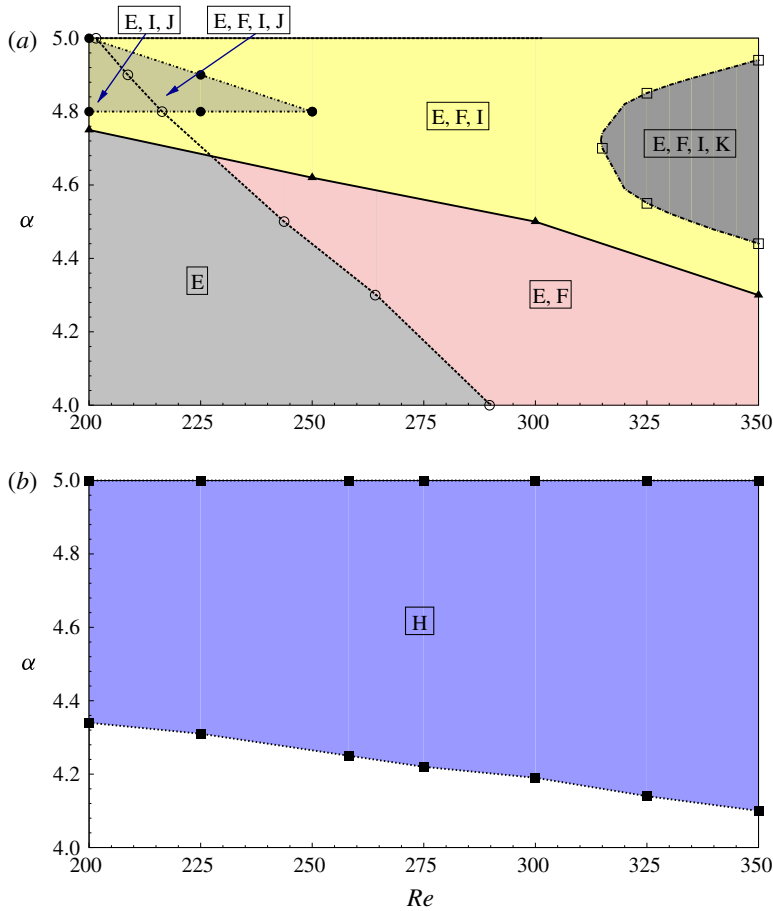 E, I, J
E, F, I, J
(a)
5.0
4.8
4.6
4.4
4.2
4.0
α
E, F, I
E, F, I, K
E
E, F
200
225
250
275
300
325
350
(b)
5.0
4.8
4.6
4.4
4.2
4.0
α
H
200
225
250
275
300
325
350
Re